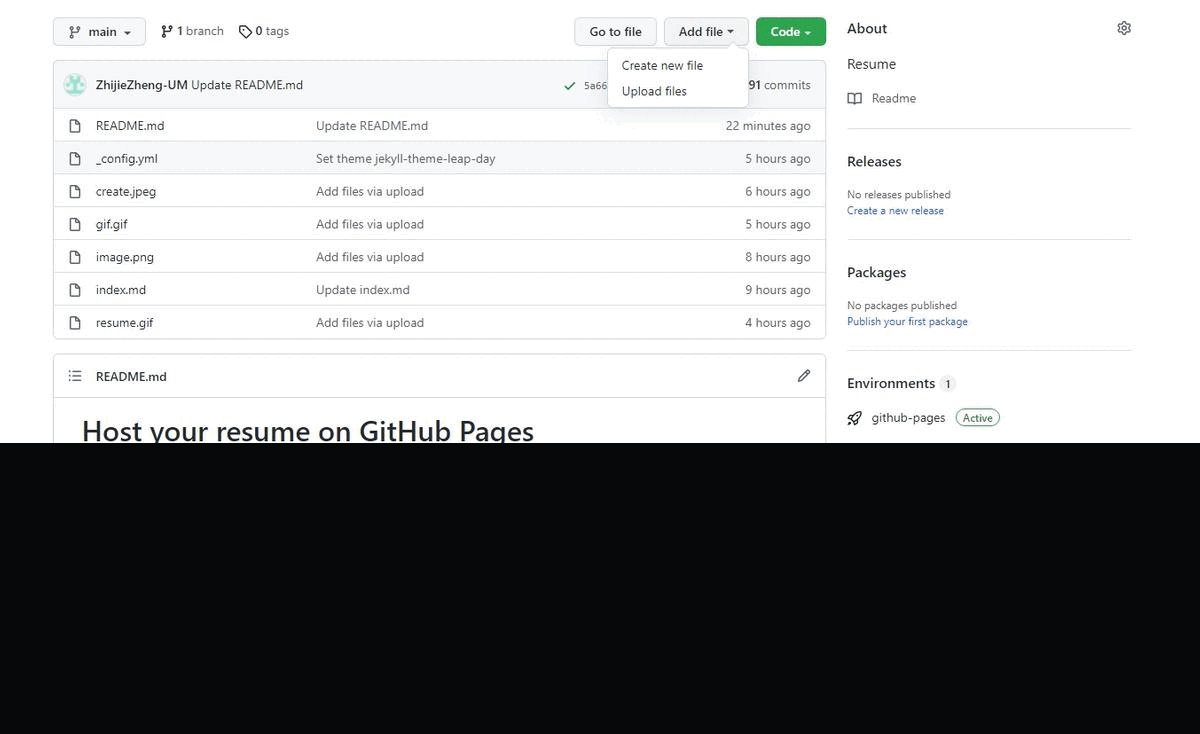 main 1 branch 0 tags Go to file Add file Code
Create new file
Upload files
ZhijieZheng-UM Update README.md 5a66 91 commits
README.md Update README.md 22 minutes ago
_config.yml Set theme jekyll-theme-leap-day 5 hours ago
create.jpeg Add files via upload 6 hours ago
gif.gif Add files via upload 5 hours ago
image.png Add files via upload 8 hours ago
index.md Update index.md 9 hours ago
resume.gif Add files via upload 4 hours ago
README.md
Host your resume on GitHub Pages
About
Resume
Readme
Releases
No releases published
Create a new release
Packages
No packages published
Publish your first package
Environments 1
github-pages Active